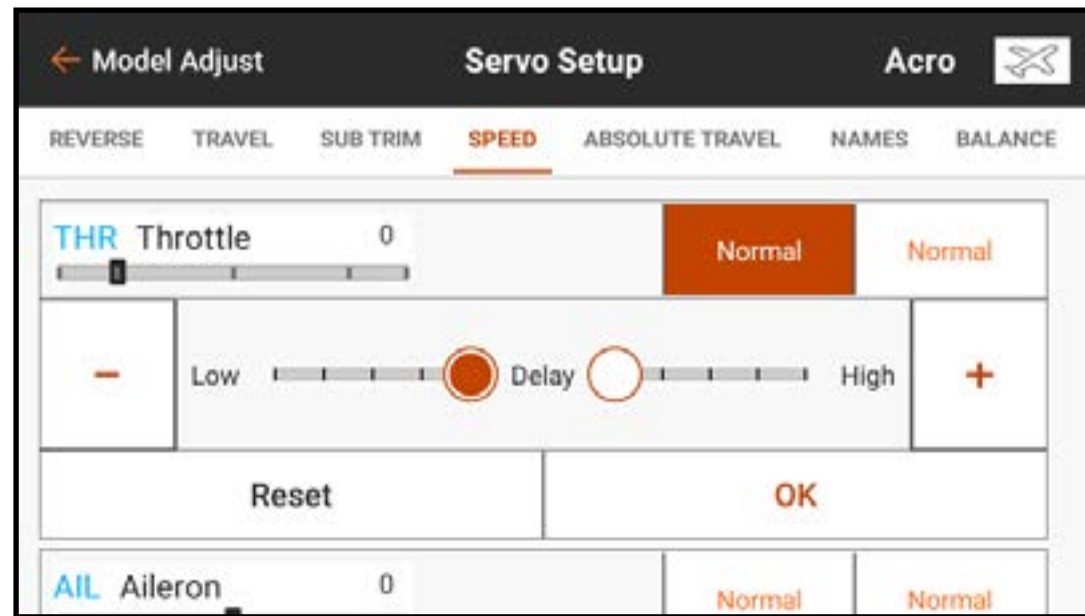 ← Model Adjust Servo Setup Acro
REVERSE TRAVEL SUB TRIM SPEED ABSOLUTE TRAVEL NAMES BALANCE
THR Throttle 0 Normal Normal
− Low Delay High +
Reset OK
AIL Aileron 0 Normal Normal